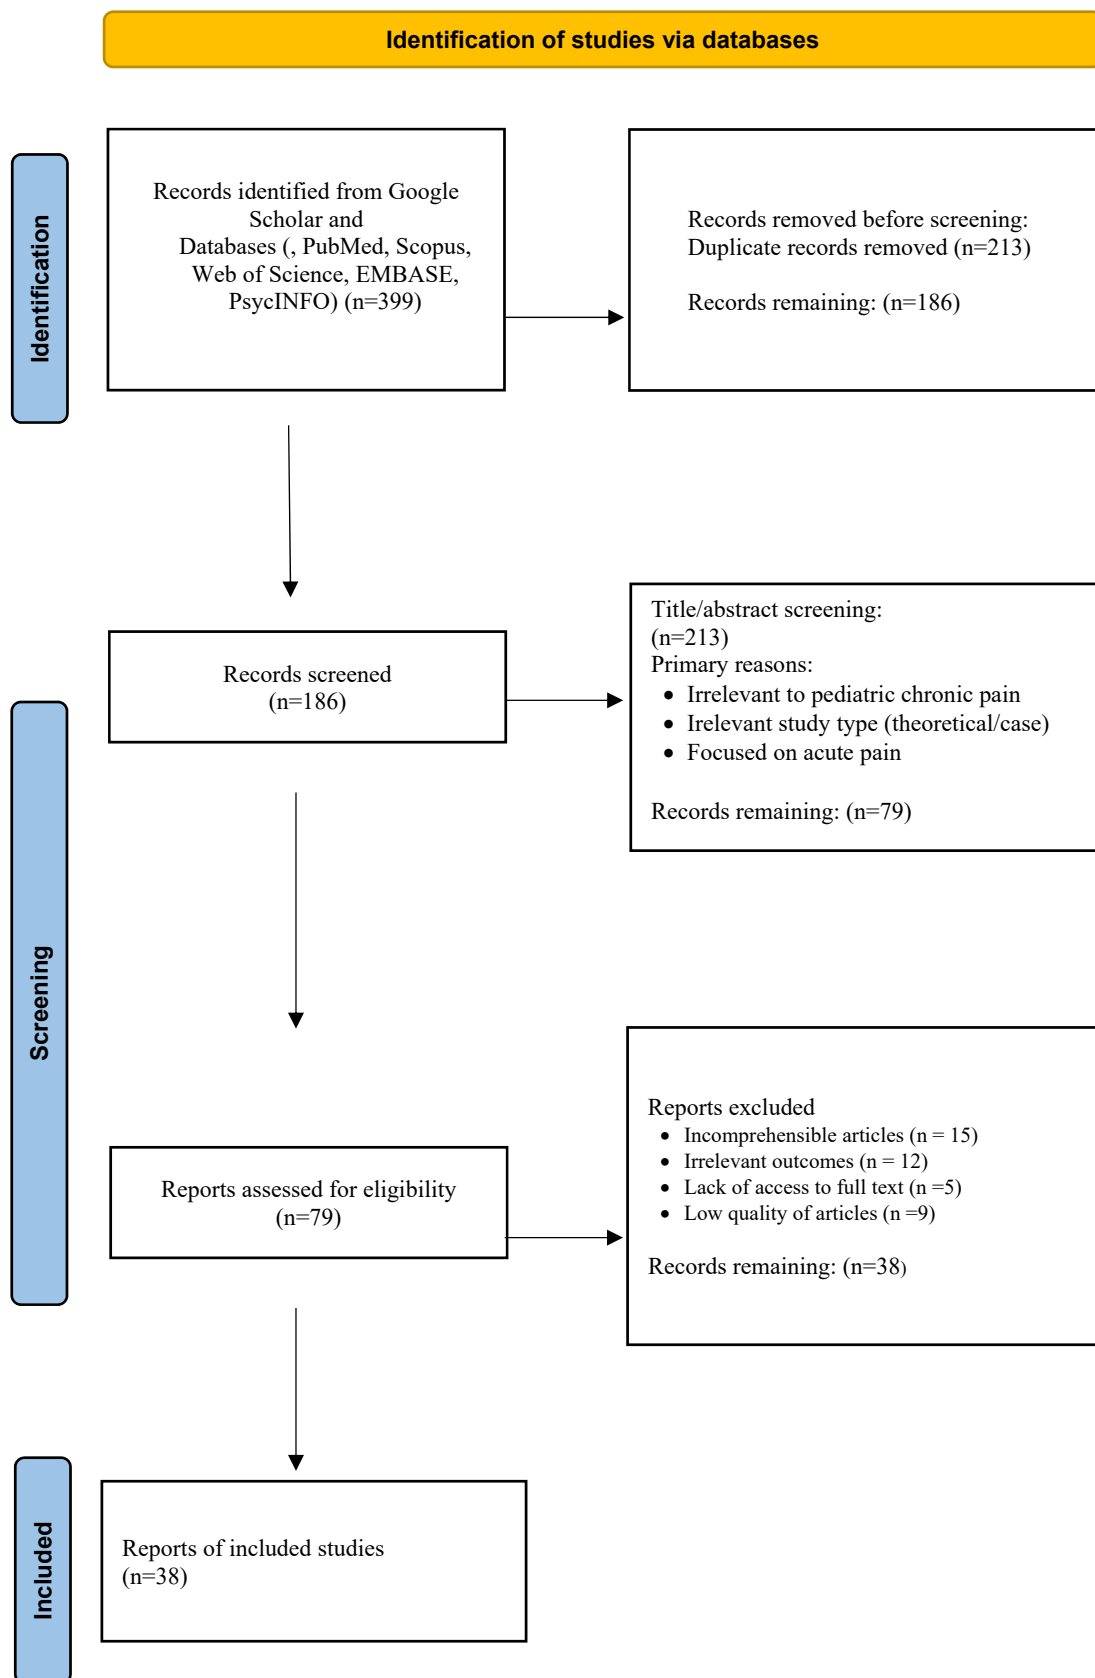 Identification of studies via databases
Identification
Records identified from Google
Scholar and
Databases (, PubMed, Scopus,
Web of Science, EMBASE,
PsycINFO) (n=399)
Records removed before screening:
Duplicate records removed (n=213)
Records remaining: (n=186)
Screening
Records screened
(n=186)
Title/abstract screening:
(n=213)
Primary reasons:
• Irrelevant to pediatric chronic pain
• Irelevant study type (theoretical/case)
• Focused on acute pain
Records remaining: (n=79)
Reports assessed for eligibility
(n=79)
Reports excluded
• Incomprehensible articles (n = 15)
• Irrelevant outcomes (n = 12)
• Lack of access to full text (n =5)
• Low quality of articles (n =9)
Records remaining: (n=38)
Included
Reports of included studies
(n=38)